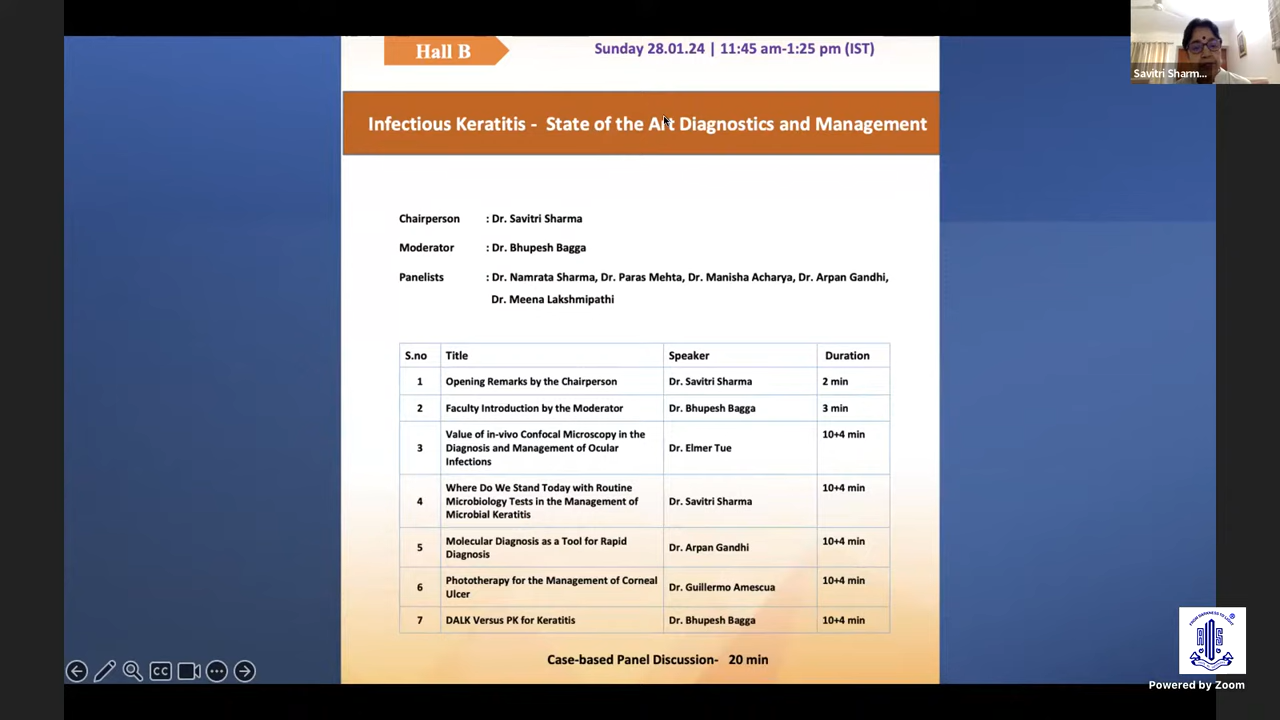 Hall B
Sunday 28.01.24 | 11:45 am-1:25 pm (IST)
Savitri Sharm...
Infectious Keratitis - State of the Art Diagnostics and Management
Chairperson : Dr. Savitri Sharma
Moderator : Dr. Bhupesh Bagga
Panelists : Dr. Namrata Sharma, Dr. Paras Mehta, Dr. Manisha Acharya, Dr. Arpan Gandhi,
Dr. Meena Lakshmipathi
S.no Title Speaker Duration
1 Opening Remarks by the Chairperson Dr. Savitri Sharma 2 min
2 Faculty Introduction by the Moderator Dr. Bhupesh Bagga 3 min
3 Value of in-vivo Confocal Microscopy in the
Diagnosis and Management of Ocular
Infections
Dr. Elmer Tue
10+4 min
4 Where Do We Stand Today with Routine
Microbiology Tests in the Management of
Microbial Keratitis
Dr. Savitri Sharma
10+4 min
5 Molecular Diagnosis as a Tool for Rapid
Diagnosis
Dr. Arpan Gandhi
10+4 min
6 Phototherapy for the Management of Corneal
Ulcer
Dr. Guillermo Amescua
10+4 min
7 DALK Versus PK for Keratitis Dr. Bhupesh Bagga 10+4 min
Case-based Panel Discussion- 20 min
CC
Powered by Zoom